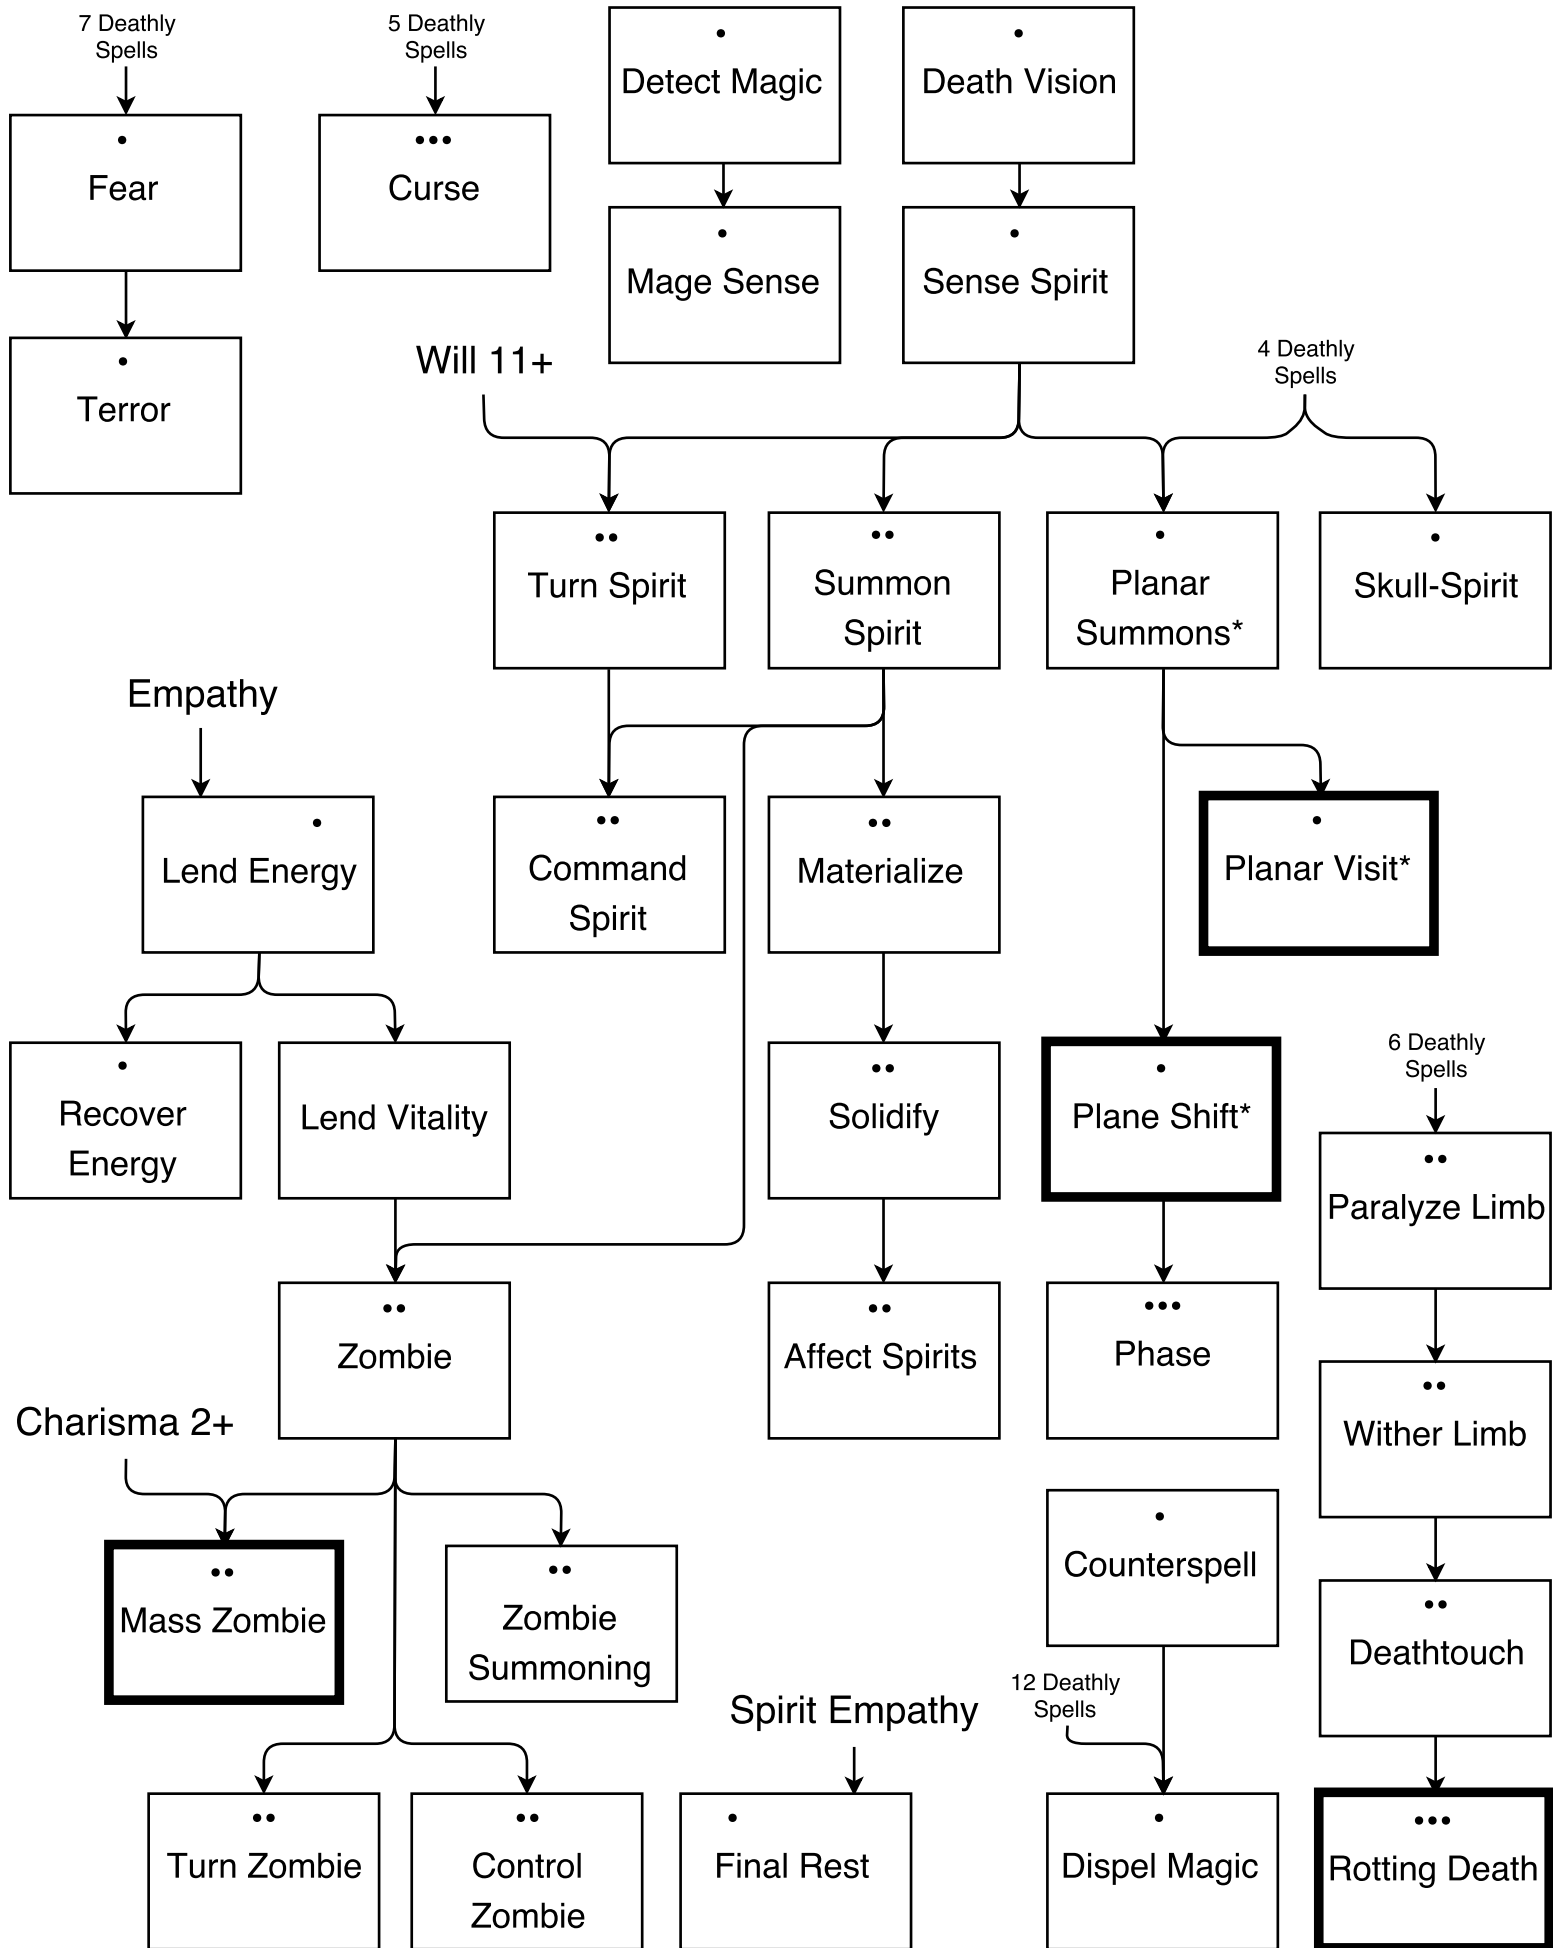 7 Deathly
Spells
5 Deathly
Spells
•
Detect Magic
•
Death Vision
•
Fear
•••
Curse
•
Mage Sense
•
Sense Spirit
•
Terror
Will 11+
4 Deathly
Spells
••
Turn Spirit
••
Summon
Spirit
•
Planar
Summons*
•
Skull-Spirit
Empathy
•
Lend Energy
••
Command
Spirit
••
Materialize
•
Planar Visit*
•
Recover
Energy
Lend Vitality
••
Solidify
•
Plane Shift*
6 Deathly
Spells
••
Paralyze Limb
••
Zombie
••
Affect Spirits
•••
Phase
••
Wither Limb
Charisma 2+
••
Mass Zombie
••
Zombie
Summoning
•
Counterspell
••
Deathtouch
Spirit Empathy
12 Deathly
Spells
••
Turn Zombie
••
Control
Zombie
•
Final Rest
•
Dispel Magic
•••
Rotting Death